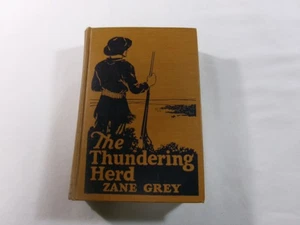 The
Thundering
Herd
ZANE GREY